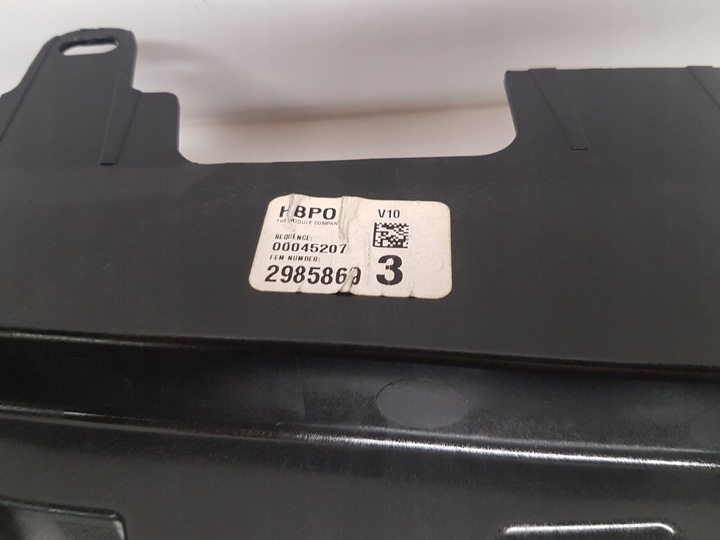 HBPO V10
THE MODULE COMPANY
SEQUENCE:
00045207
FEM NUMBER:
2985869 3